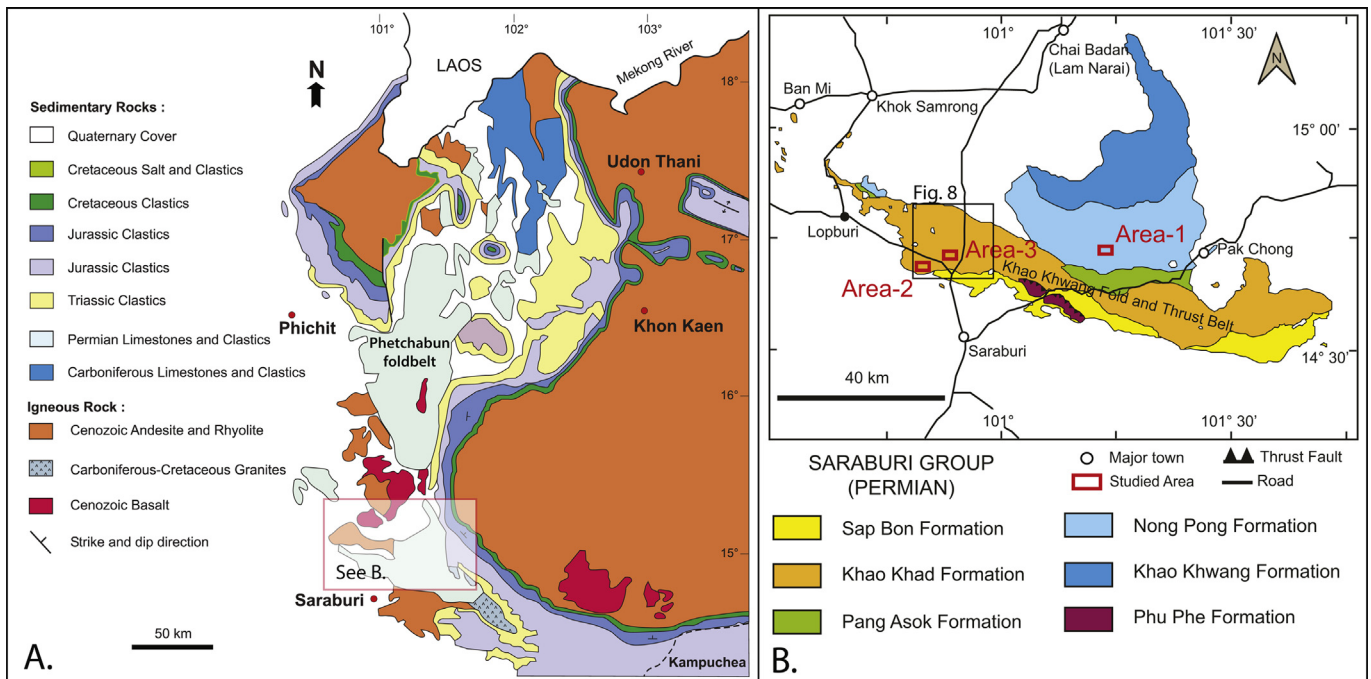 101°
102°
103°
LAOS
Mekong River
18°
N
Sedimentary Rocks :
Quaternary Cover
Cretaceous Salt and Clastics
Cretaceous Clastics
Jurassic Clastics
Jurassic Clastics
Triassic Clastics
Permian Limestones and Clastics
Carboniferous Limestones and Clastics
Igneous Rock :
Cenozoic Andesite and Rhyolite
Carboniferous-Cretaceous Granites
Cenozoic Basalt
Strike and dip direction
50 km
A.
Udon Thani
17°
Phichit
Khon Kaen
Phetchabun
foldbelt
16°
15°
See B.
Saraburi
Kampuchea
101°
101° 30'
Chai Badan
(Lam Narai)
N
Ban Mi
Khok Samrong
15° 00'
Fig. 8
Lopburi
Area-1
Area-3
Pak Chong
Area-2
Khao Khwang Fold and Thrust Belt
Saraburi
14° 30'
40 km
101°
101° 30'
SARABURI GROUP
(PERMIAN)
Major town
Thrust Fault
Studied Area
Road
Sap Bon Formation
Nong Pong Formation
Khao Khad Formation
Khao Khwang Formation
Pang Asok Formation
Phu Phe Formation
B.